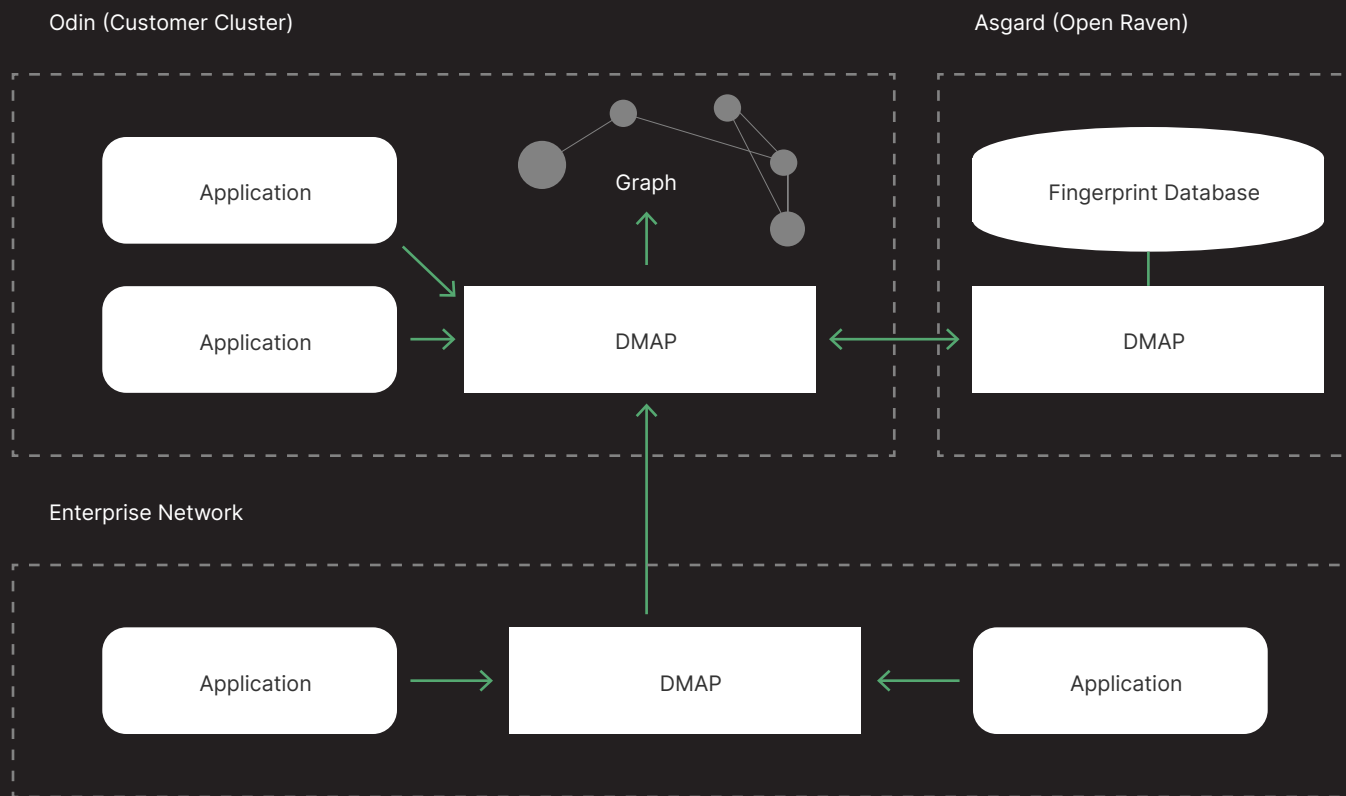 Odin (Customer Cluster)
Asgard (Open Raven)
Application
Graph
Fingerprint Database
Application
DMAP
DMAP
Enterprise Network
Application
DMAP
Application